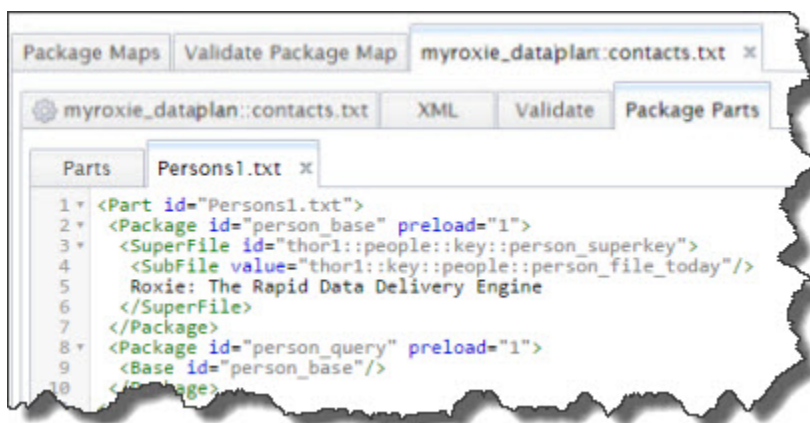 Package Maps Validate Package Map myroxie_dataplan::contacts.txt ×
myroxie_dataplan::contacts.txt XML Validate Package Parts
Parts Persons1.txt ×
1 <Part id="Persons1.txt">
2 <Package id="person_base" preload="1">
3 <SuperFile id="thor1::people::key::person_superkey">
4 <SubFile value="thor1::key::people::person_file_today"/>
5 Roxie: The Rapid Data Delivery Engine
6 </SuperFile>
7 </Package>
8 <Package id="person_query" preload="1">
9 <Base id="person_base"/>
10 </Package>